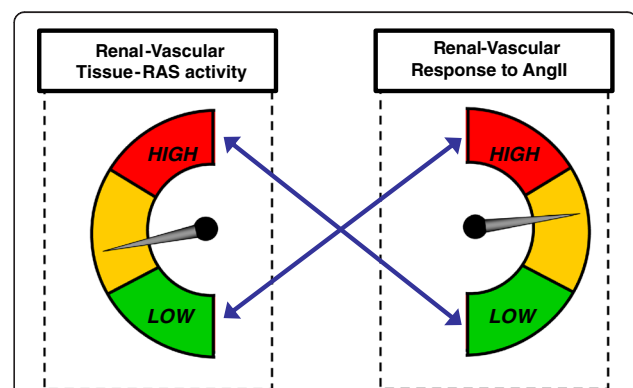 Renal-Vascular
Tissue-RAS activity
Renal-Vascular
Response to AngII
HIGH
HIGH
LOW
LOW